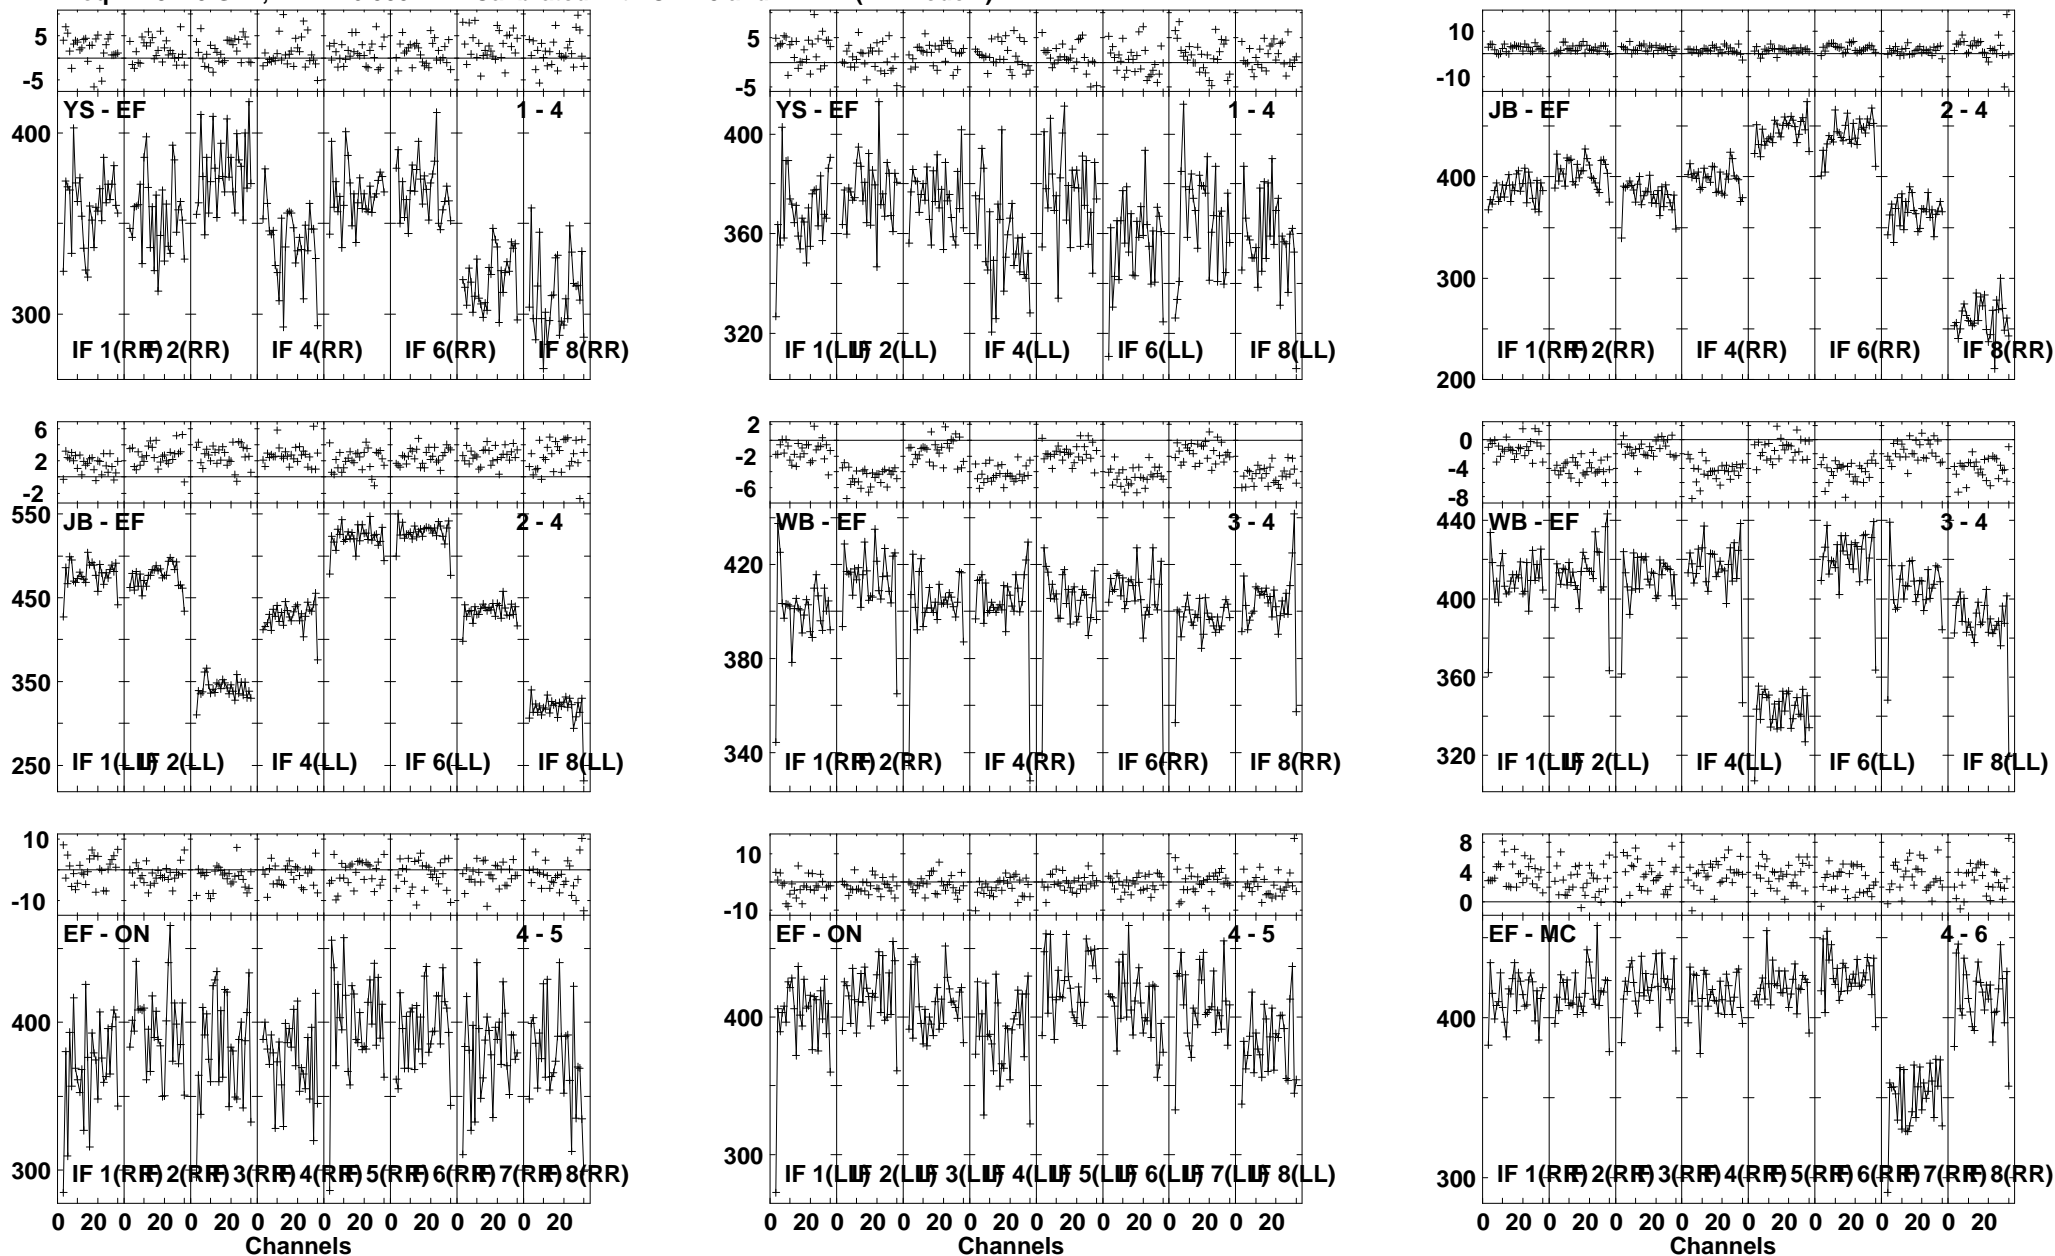 5
-5
YS - EF 1 - 4
400
300
IF 1(RR) IF 2(RR) IF 4(RR) IF 6(RR) IF 8(RR)
5
-5
YS - EF 1 - 4
400
360
320
IF 1(LL) IF 2(LL) IF 4(LL) IF 6(LL) IF 8(LL)
10
-10
JB - EF 2 - 4
400
300
200
IF 1(RR) IF 2(RR) IF 4(RR) IF 6(RR) IF 8(RR)
6
2
-2
JB - EF 2 - 4
550
450
350
250
IF 1(LL) IF 2(LL) IF 4(LL) IF 6(LL) IF 8(LL)
2
-2
-6
WB - EF 3 - 4
420
380
340
IF 1(RR) IF 2(RR) IF 4(RR) IF 6(RR) IF 8(RR)
0
-4
-8
WB - EF 3 - 4
440
400
360
320
IF 1(LL) IF 2(LL) IF 4(LL) IF 6(LL) IF 8(LL)
10
-10
EF - ON 4 - 5
400
300
IF 1(RR) IF 2(RR) IF 3(RR) IF 4(RR) IF 5(RR) IF 6(RR) IF 7(RR) IF 8(RR)
0 20 0 20 0 20 0 20 0 20 0 20 0 20 0 20
Channels
10
-10
EF - ON 4 - 5
400
300
IF 1(LL) IF 2(LL) IF 3(LL) IF 4(LL) IF 5(LL) IF 6(LL) IF 7(LL) IF 8(LL)
0 20 0 20 0 20 0 20 0 20 0 20 0 20 0 20
Channels
8
4
0
EF - MC 4 - 6
400
300
IF 1(RR) IF 2(RR) IF 3(RR) IF 4(RR) IF 5(RR) IF 6(RR) IF 7(RR) IF 8(RR)
0 20 0 20 0 20 0 20 0 20 0 20 0 20 0 20
Channels